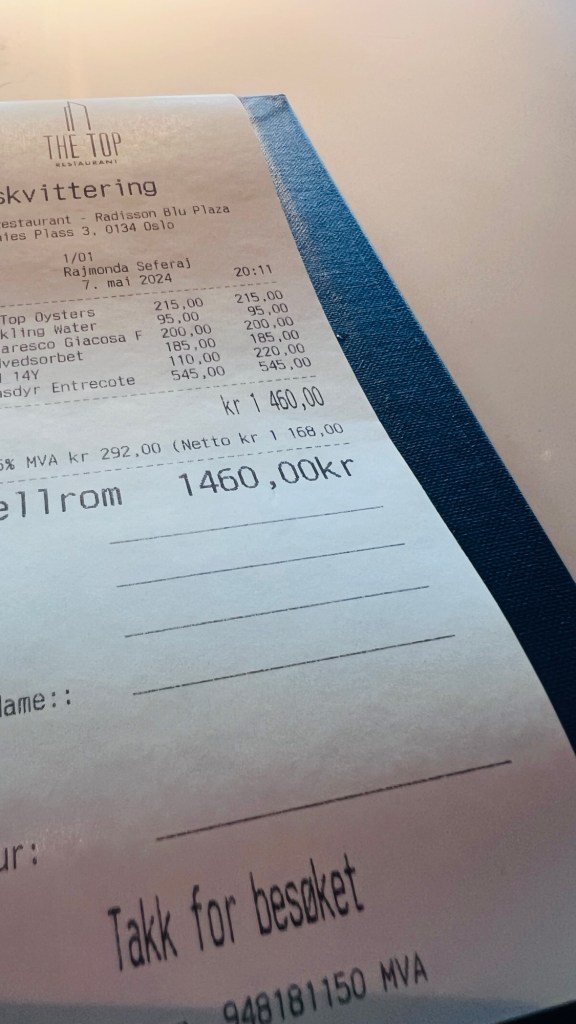 THE TOP
RESTAURANT
skvittering
estaurant - Radisson Blu Plaza
Plass 3, 0134 Oslo
1/01
Rajmonda Seferaj
7. mai 2024 20:11
Top Oysters 215,00 215,00
kling Water 95,00 95,00
aresco Giacosa F 200,00 200,00
vedsorbet 185,00 185,00
14Y 110,00 220,00
sdyr Entrecote 545,00 545,00
kr 1 460,00
% MVA kr 292,00 (Netto kr 1 168,00
ellrom 1460,00kr
ame::
ur:
Takk for besøket
948181150 MVA